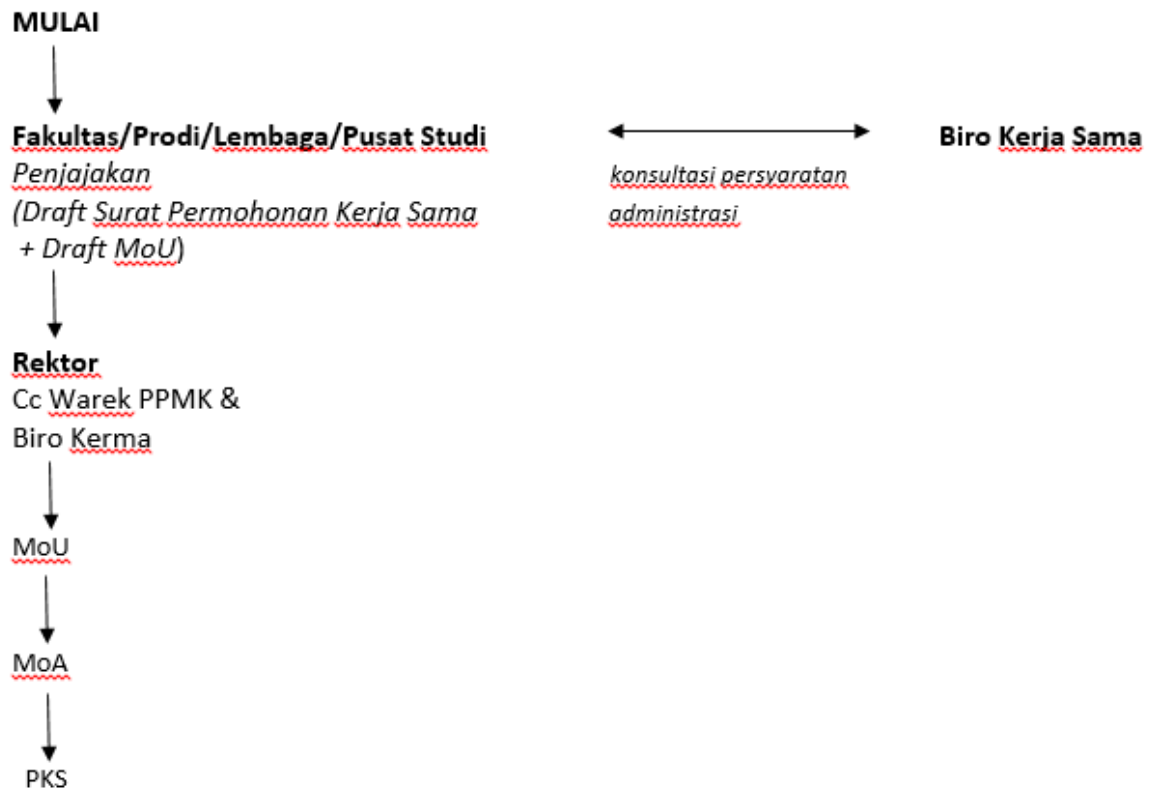 MULAI
Fakultas/Prodi/Lembaga/Pusat Studi
Biro Kerja Sama
Penjajakan
konsultasi persyaratan
(Draft Surat Permohonan Kerja Sama
administrasi
+ Draft MoU)
Rektor
Cc Warek PPMK &
Biro Kerma
MoU
MoA
PKS